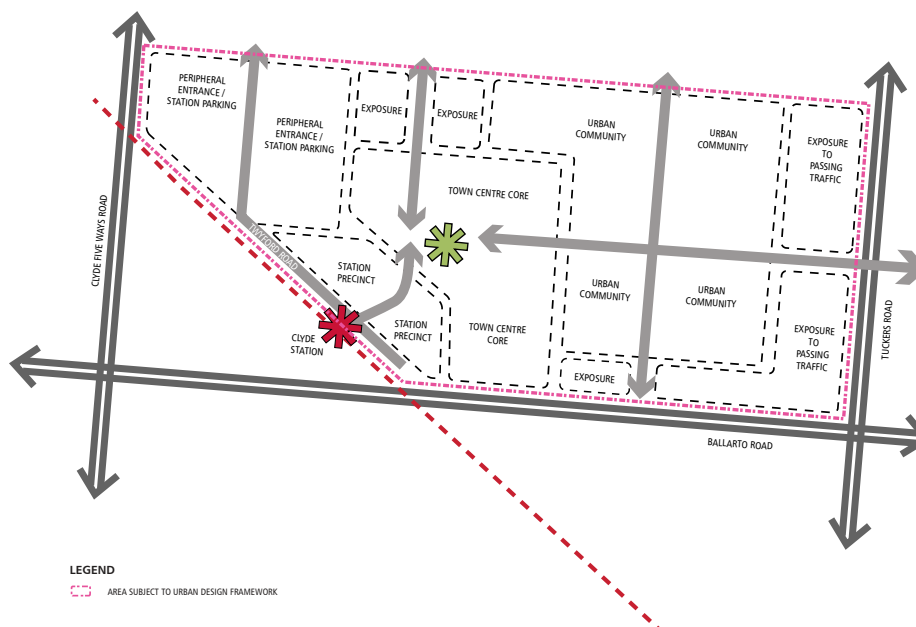 PERIPHERAL
ENTRANCE /
STATION PARKING
PERIPHERAL
ENTRANCE /
STATION PARKING
EXPOSURE
EXPOSURE
URBAN
COMMUNITY
URBAN
COMMUNITY
EXPOSURE
TO
PASSING
TRAFFIC
TOWN CENTRE CORE
CLYDE FIVE WAYS ROAD
TWYFORD ROAD
STATION
PRECINCT
URBAN
COMMUNITY
URBAN
COMMUNITY
TUCKERS ROAD
CLYDE
STATION
STATION
PRECINCT
TOWN CENTRE
CORE
EXPOSURE
TO
PASSING
TRAFFIC
EXPOSURE
BALLARTO ROAD
LEGEND
AREA SUBJECT TO URBAN DESIGN FRAMEWORK